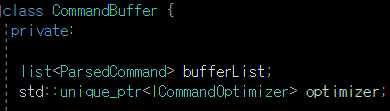 class CommandBuffer {
private:
list<ParsedCommand> bufferList;
std::unique_ptr<ICommandOptimizer> optimizer;